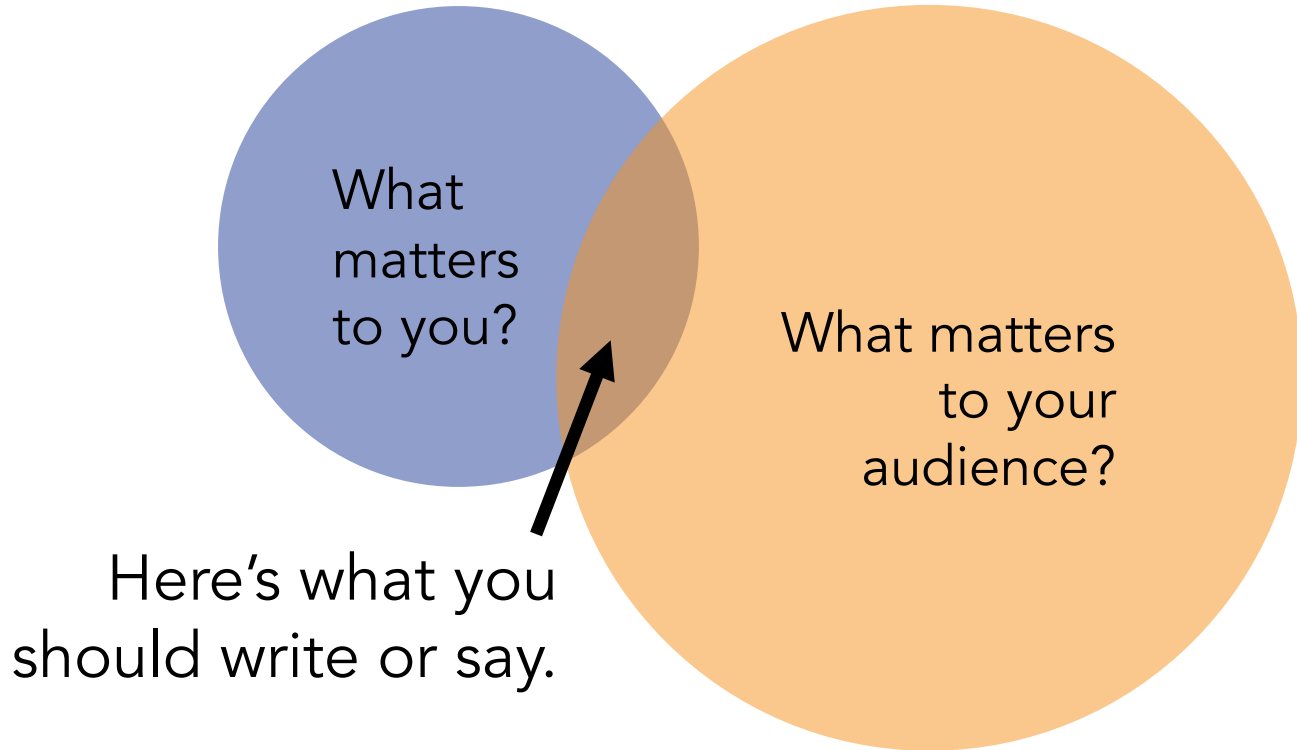 What
matters
to you?
What matters
to your
audience?
Here’s what you
should write or say.